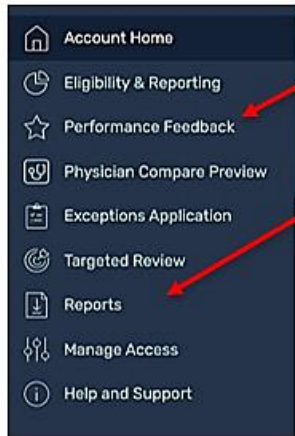 Account Home
Eligibility & Reporting
Performance Feedback
Physician Compare Preview
Exceptions Application
Targeted Review
Reports
Manage Access
Help and Support